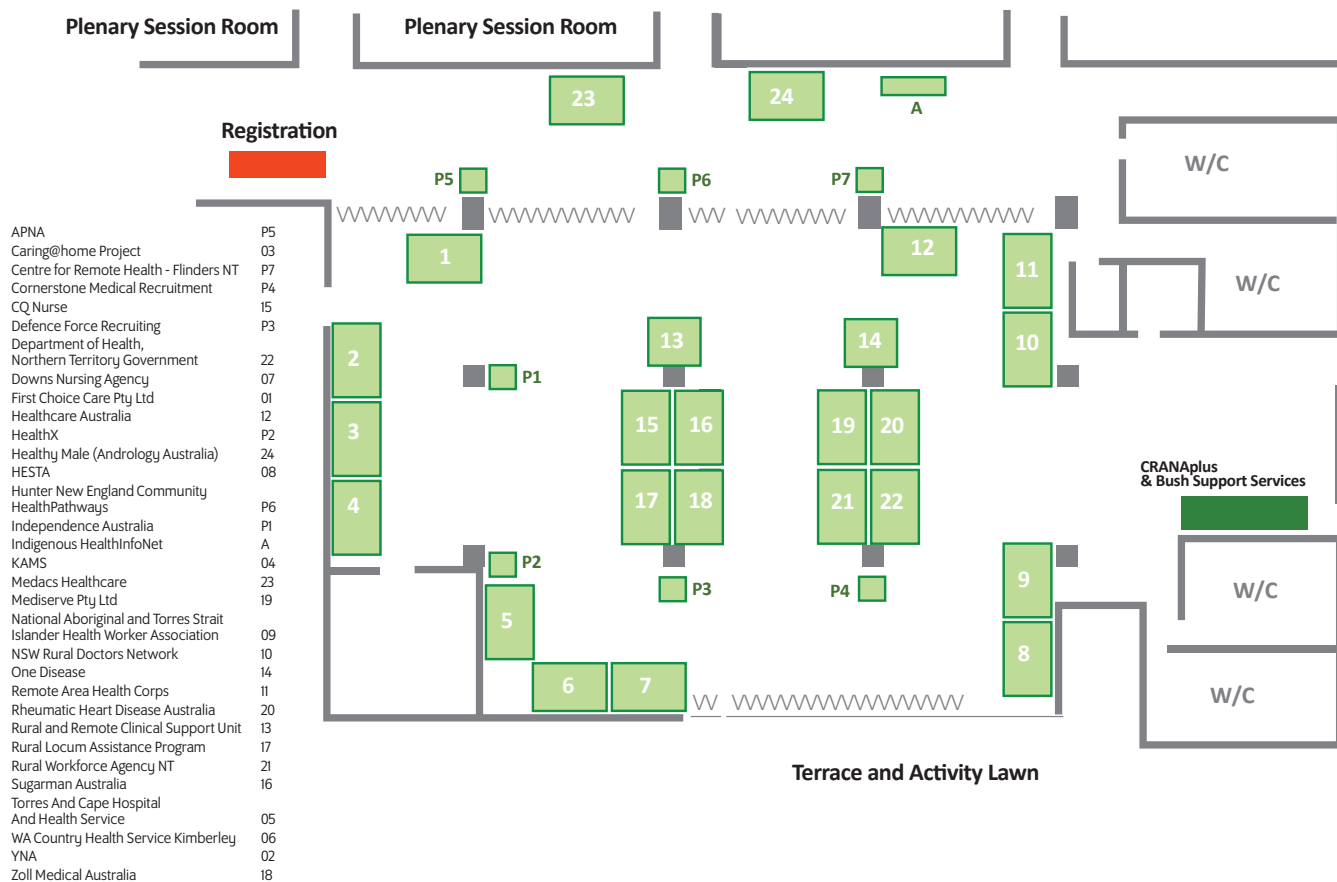 Plenary Session Room
Plenary Session Room
23
24
A
Registration
P5
P6
P7
W/C
1
12
11
W/C
APNA P5
Caring@home Project 03
Centre for Remote Health - Flinders NT P7
Cornerstone Medical Recruitment P4
CQ Nurse 15
Defence Force Recruiting P3
Department of Health,
Northern Territory Government 22
Downs Nursing Agency 07
First Choice Care Pty Ltd 01
Healthcare Australia 12
HealthX P2
Healthy Male (Andrology Australia) 24
HESTA 08
Hunter New England Community
HealthPathways P6
Independence Australia P1
Indigenous HealthInfoNet A
KAMS 04
Medacs Healthcare 23
Mediserve Pty Ltd 19
National Aboriginal and Torres Strait
Islander Health Worker Association 09
NSW Rural Doctors Network 10
One Disease 14
Remote Area Health Corps 11
Rheumatic Heart Disease Australia 20
Rural and Remote Clinical Support Unit 13
Rural Locum Assistance Program 17
Rural Workforce Agency NT 21
Sugarman Australia 16
Torres And Cape Hospital
And Health Service 05
WA Country Health Service Kimberley 06
YNA 02
Zoll Medical Australia 18
2
13
14
10
P1
3
15
16
19
20
4
17
18
21
22
CRANAplus
& Bush Support Services
P2
P3
P4
9
W/C
5
8
6
7
W/C
Terrace and Activity Lawn